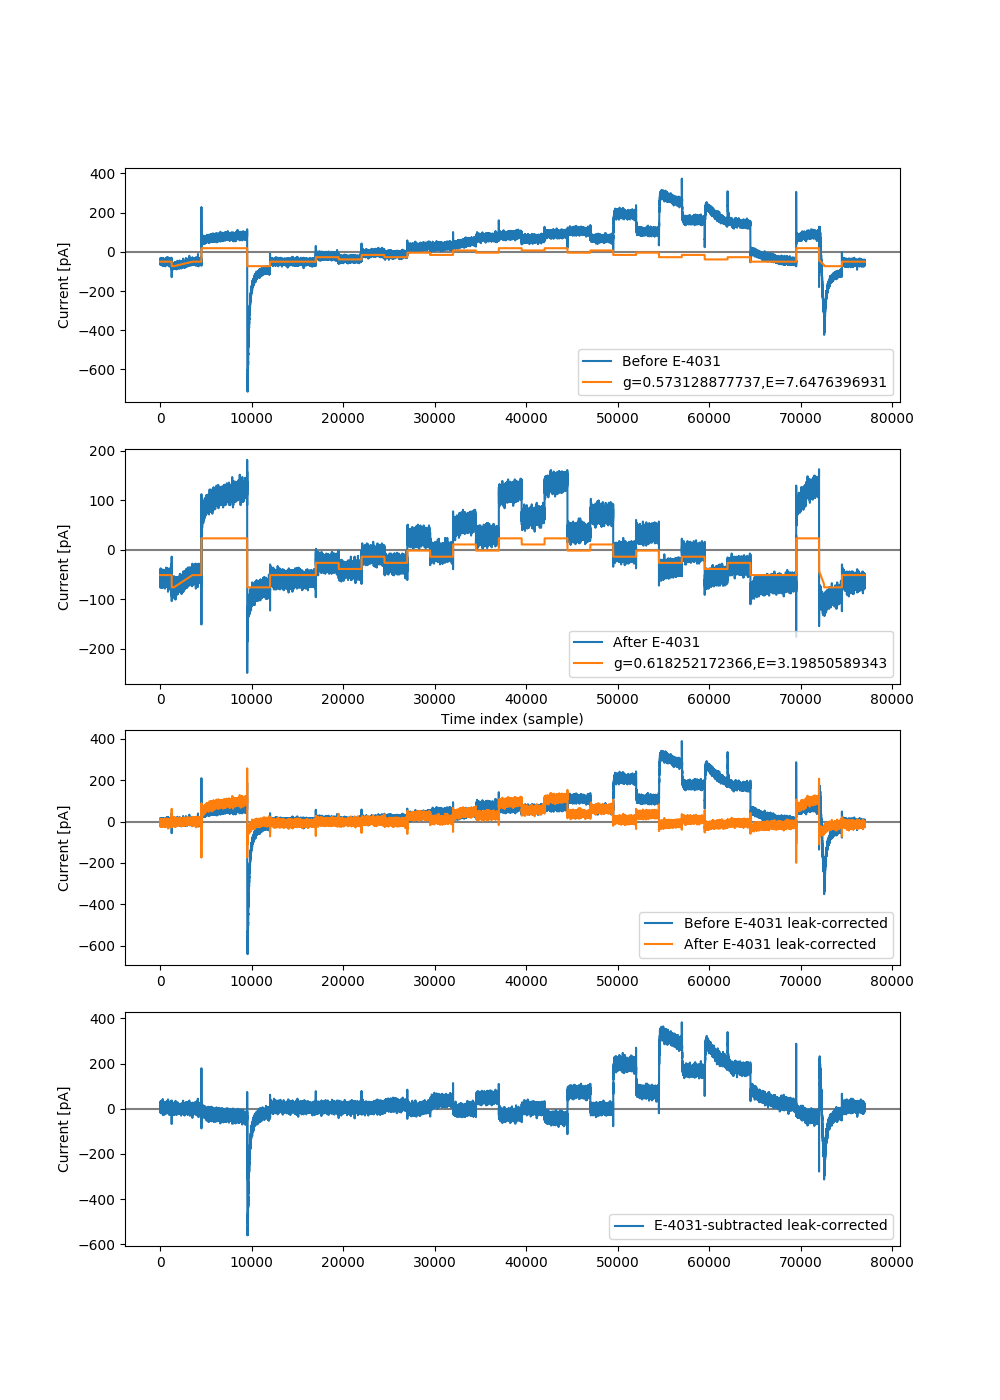 400
200
0
−200
−400
−600
Current [pA]
Before E-4031
g=0.573128877737,E=7.6476396931
0 10000 20000 30000 40000 50000 60000 70000 80000
200
100
0
−100
−200
Current [pA]
After E-4031
g=0.618252172366,E=3.19850589343
0 10000 20000 30000 40000 50000 60000 70000 80000
Time index (sample)
400
200
0
−200
−400
−600
Current [pA]
Before E-4031 leak-corrected
After E-4031 leak-corrected
0 10000 20000 30000 40000 50000 60000 70000 80000
400
200
0
−200
−400
−600
Current [pA]
E-4031-subtracted leak-corrected
0 10000 20000 30000 40000 50000 60000 70000 80000